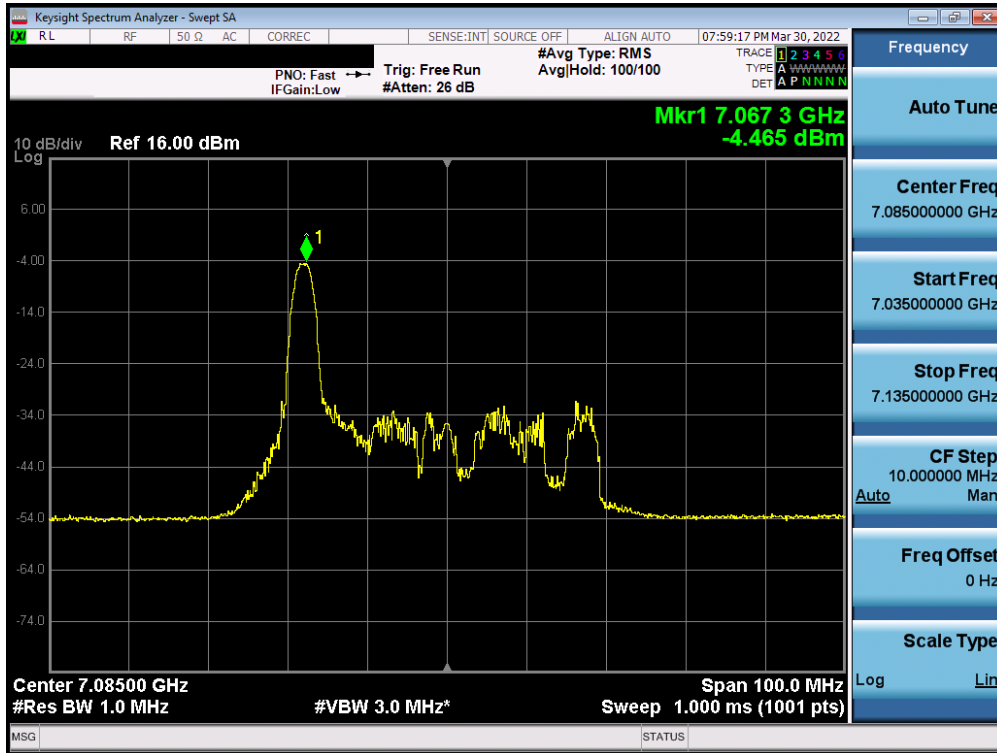 Keysight Spectrum Analyzer - Swept SA
LXI RL RF 50 Ω AC CORREC SENSE:INT SOURCE OFF ALIGN AUTO 07:59:17 PM Mar 30, 2022
Frequency
PNO: Fast Trig: Free Run #Avg Type: RMS TRACE 1 2 3 4 5 6
IFGain:Low #Atten: 26 dB Avg|Hold: 100/100 TYPE A WWWWW
DET A P N N N N
Mkr1 7.067 3 GHz
-4.465 dBm
10 dB/div Ref 16.00 dBm
Log
1
6.00
-4.00
-14.0
-24.0
-34.0
-44.0
-54.0
-64.0
-74.0
Center 7.08500 GHz Span 100.0 MHz
#Res BW 1.0 MHz #VBW 3.0 MHz* Sweep 1.000 ms (1001 pts)
MSG STATUS
Auto Tune
Center Freq
7.085000000 GHz
Start Freq
7.035000000 GHz
Stop Freq
7.135000000 GHz
CF Step
10.000000 MHz
Auto Man
Freq Offset
0 Hz
Scale Type
Log Lin